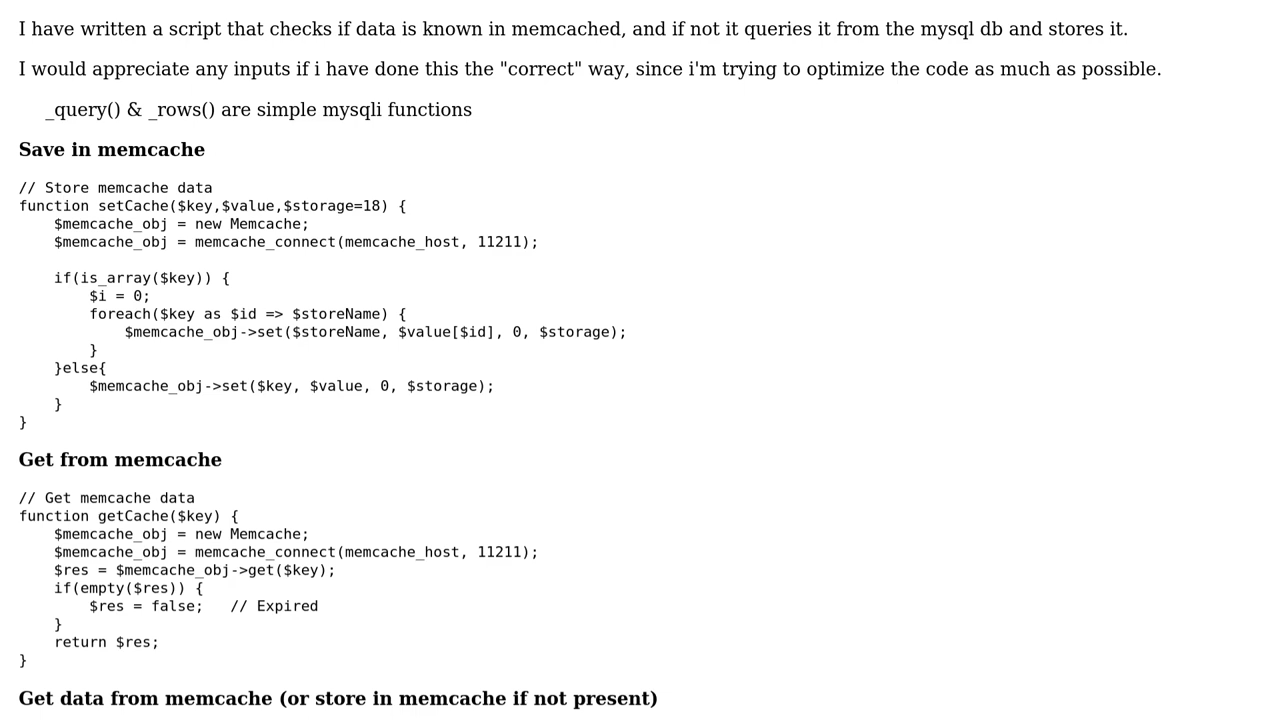 I have written a script that checks if data is known in memcached, and if not it queries it from the mysql db and stores it.
I would appreciate any inputs if i have done this the "correct" way, since i'm trying to optimize the code as much as possible.
_query() & _rows() are simple mysqli functions
Save in memcache
// Store memcache data
function setCache($key,$value,$storage=18) {
    $memcache_obj = new Memcache;
    $memcache_obj = memcache_connect(memcache_host, 11211);

    if(is_array($key)) {
        $i = 0;
        foreach($key as $id => $storeName) {
            $memcache_obj->set($storeName, $value[$id], 0, $storage);
        }
    }else{
        $memcache_obj->set($key, $value, 0, $storage);
    }
}
Get from memcache
// Get memcache data
function getCache($key) {
    $memcache_obj = new Memcache;
    $memcache_obj = memcache_connect(memcache_host, 11211);
    $res = $memcache_obj->get($key);
    if(empty($res)) {
        $res = false;   // Expired
    }
    return $res;
}
Get data from memcache (or store in memcache if not present)